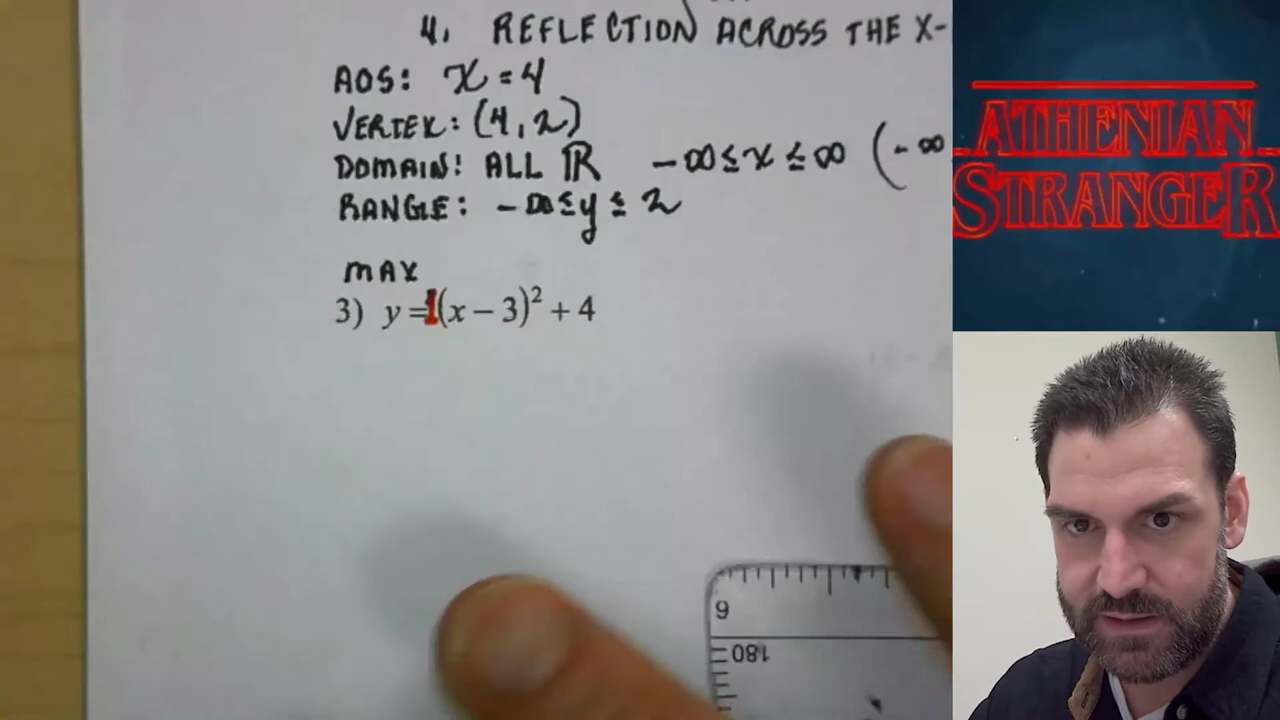 4. REFLECTION ACROSS THE X-
AOS: x = 4
VERTEX: (4, 2)
DOMAIN: ALL ℝ -∞ ≤ x ≤ ∞ (-∞
RANGE: -∞ ≤ y ≤ 2
MAX
3) y = 1(x − 3)² + 4
6
180
ATHENIAN
STRANGER